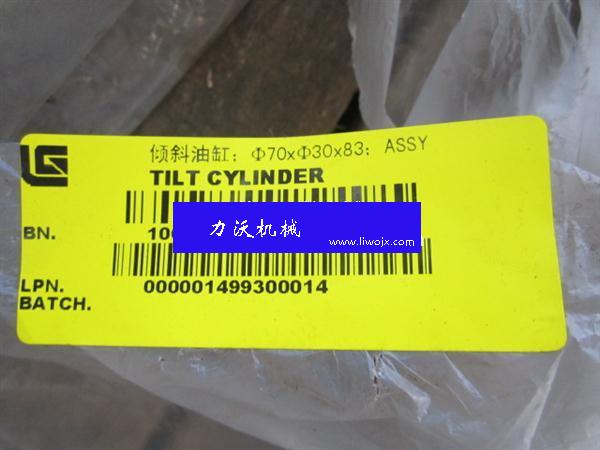 倾斜油缸; Φ70xΦ30x83; ASSY
TILT CYLINDER
BN. 10
力沃机械
www.liwojx.com
LPN. 000001499300014
BATCH.